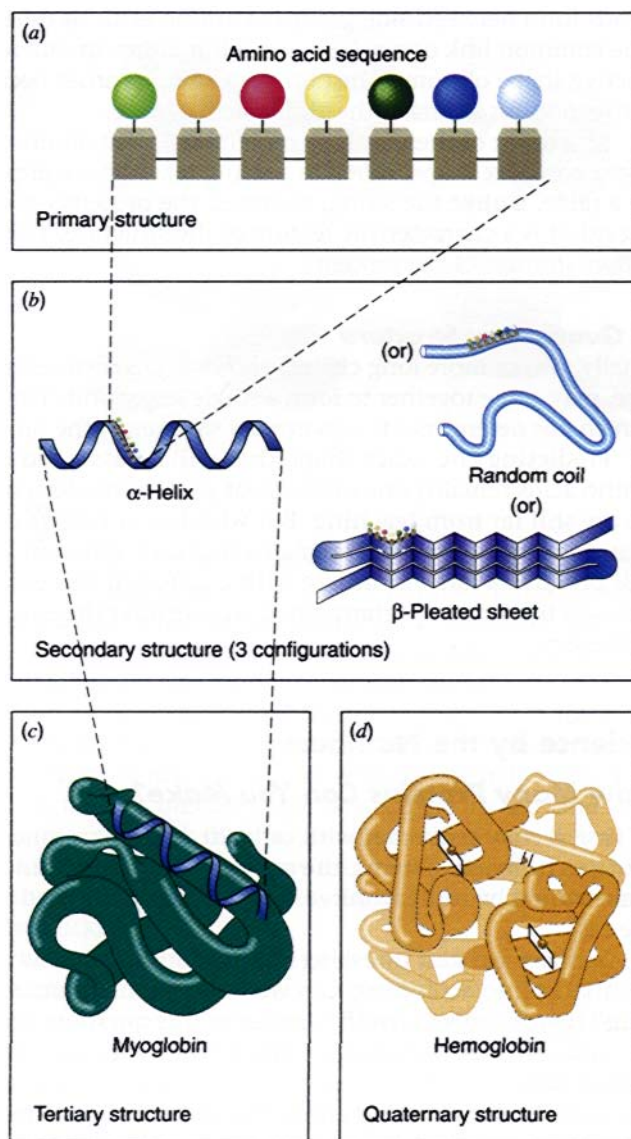 (a)
Amino acid sequence
Primary structure
(b)
(or)
Random coil
α-Helix
(or)
β-Pleated sheet
Secondary structure (3 configurations)
(c)
Myoglobin
Tertiary structure
(d)
Hemoglobin
Quaternary structure